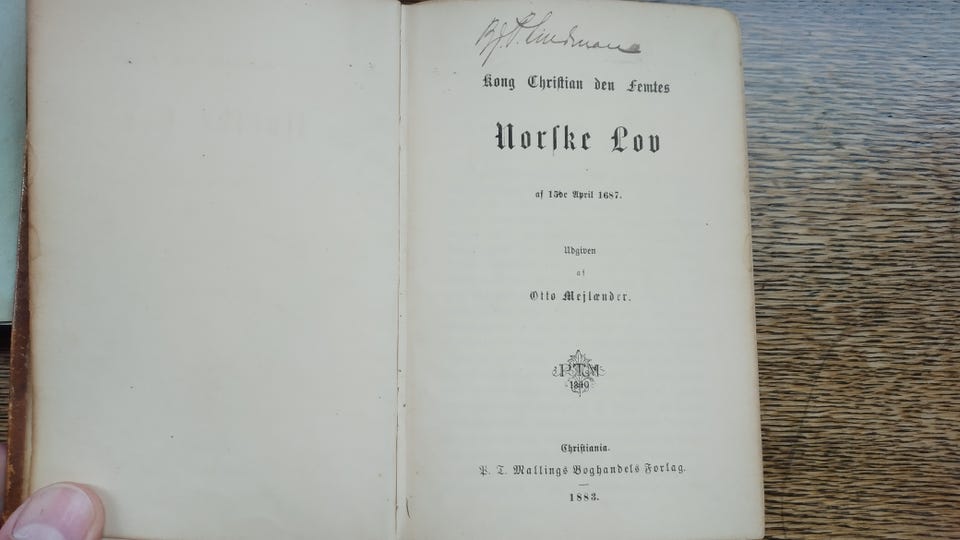 Kong Christian den Femtes
Norske Lov
af 15de April 1687.
Udgiven
af
Otto Mejlænder.
PTM
1840
Christiania.
P. T. Mallings Boghandels Forlag.
1883.